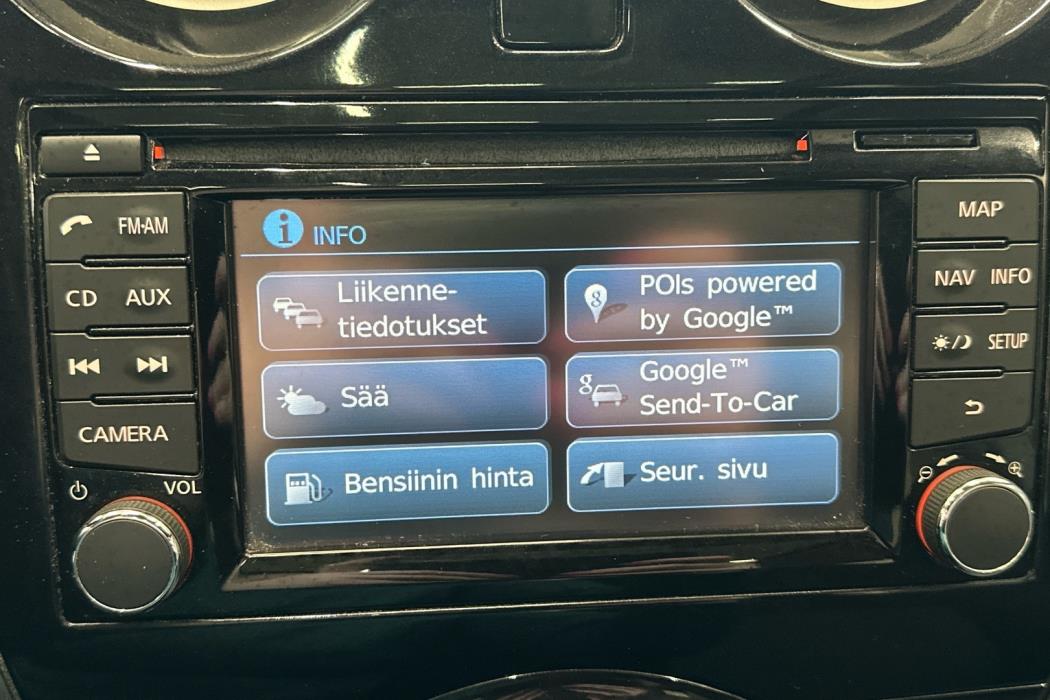 INFO
Liikenne-
tiedotukset
POIs powered
by Google™
Sää
Google™
Send-To-Car
Bensiinin hinta
Seur. sivu
FM·AM
CD AUX
CAMERA
VOL
MAP
NAV INFO
SETUP